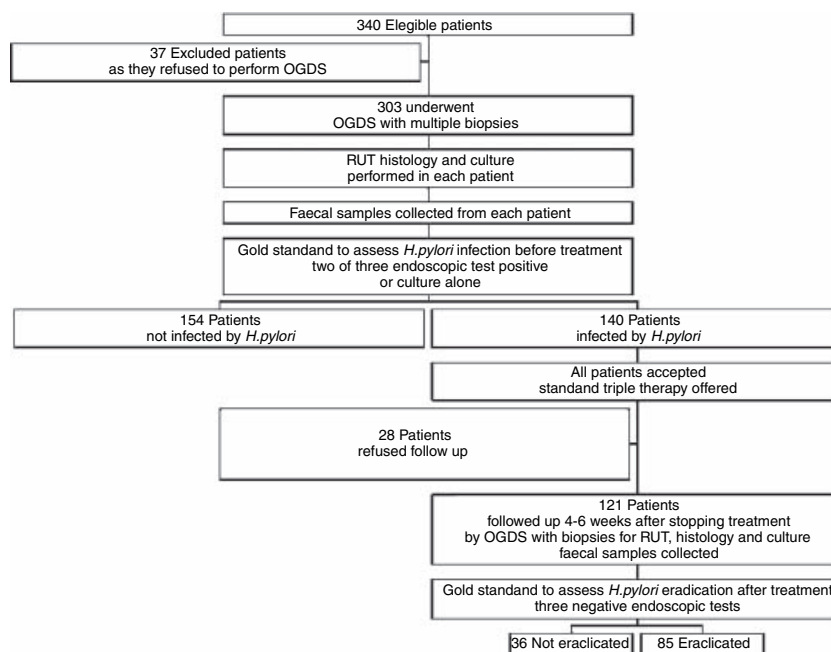 340 Elegible patients
37 Excluded patients
as they refused to perform OGDS
303 underwent
OGDS with multiple biopsies
RUT histology and culture
performed in each patient
Faecal samples collected from each patient
Gold standand to assess H.pylori infection before treatment
two of three endoscopic test positive
or culture alone
154 Patients
not infected by H.pylori
140 Patients
infected by H.pylori
All patients accepted
standand triple therapy offered
28 Patients
refused follow up
121 Patients
followed up 4-6 weeks after stopping treatment
by OGDS with biopsies for RUT, histology and culture
faecal samples collected
Gold standand to assess H.pylori eradication after treatment
three negative endoscopic tests
36 Not eraclicated
85 Eraclicated